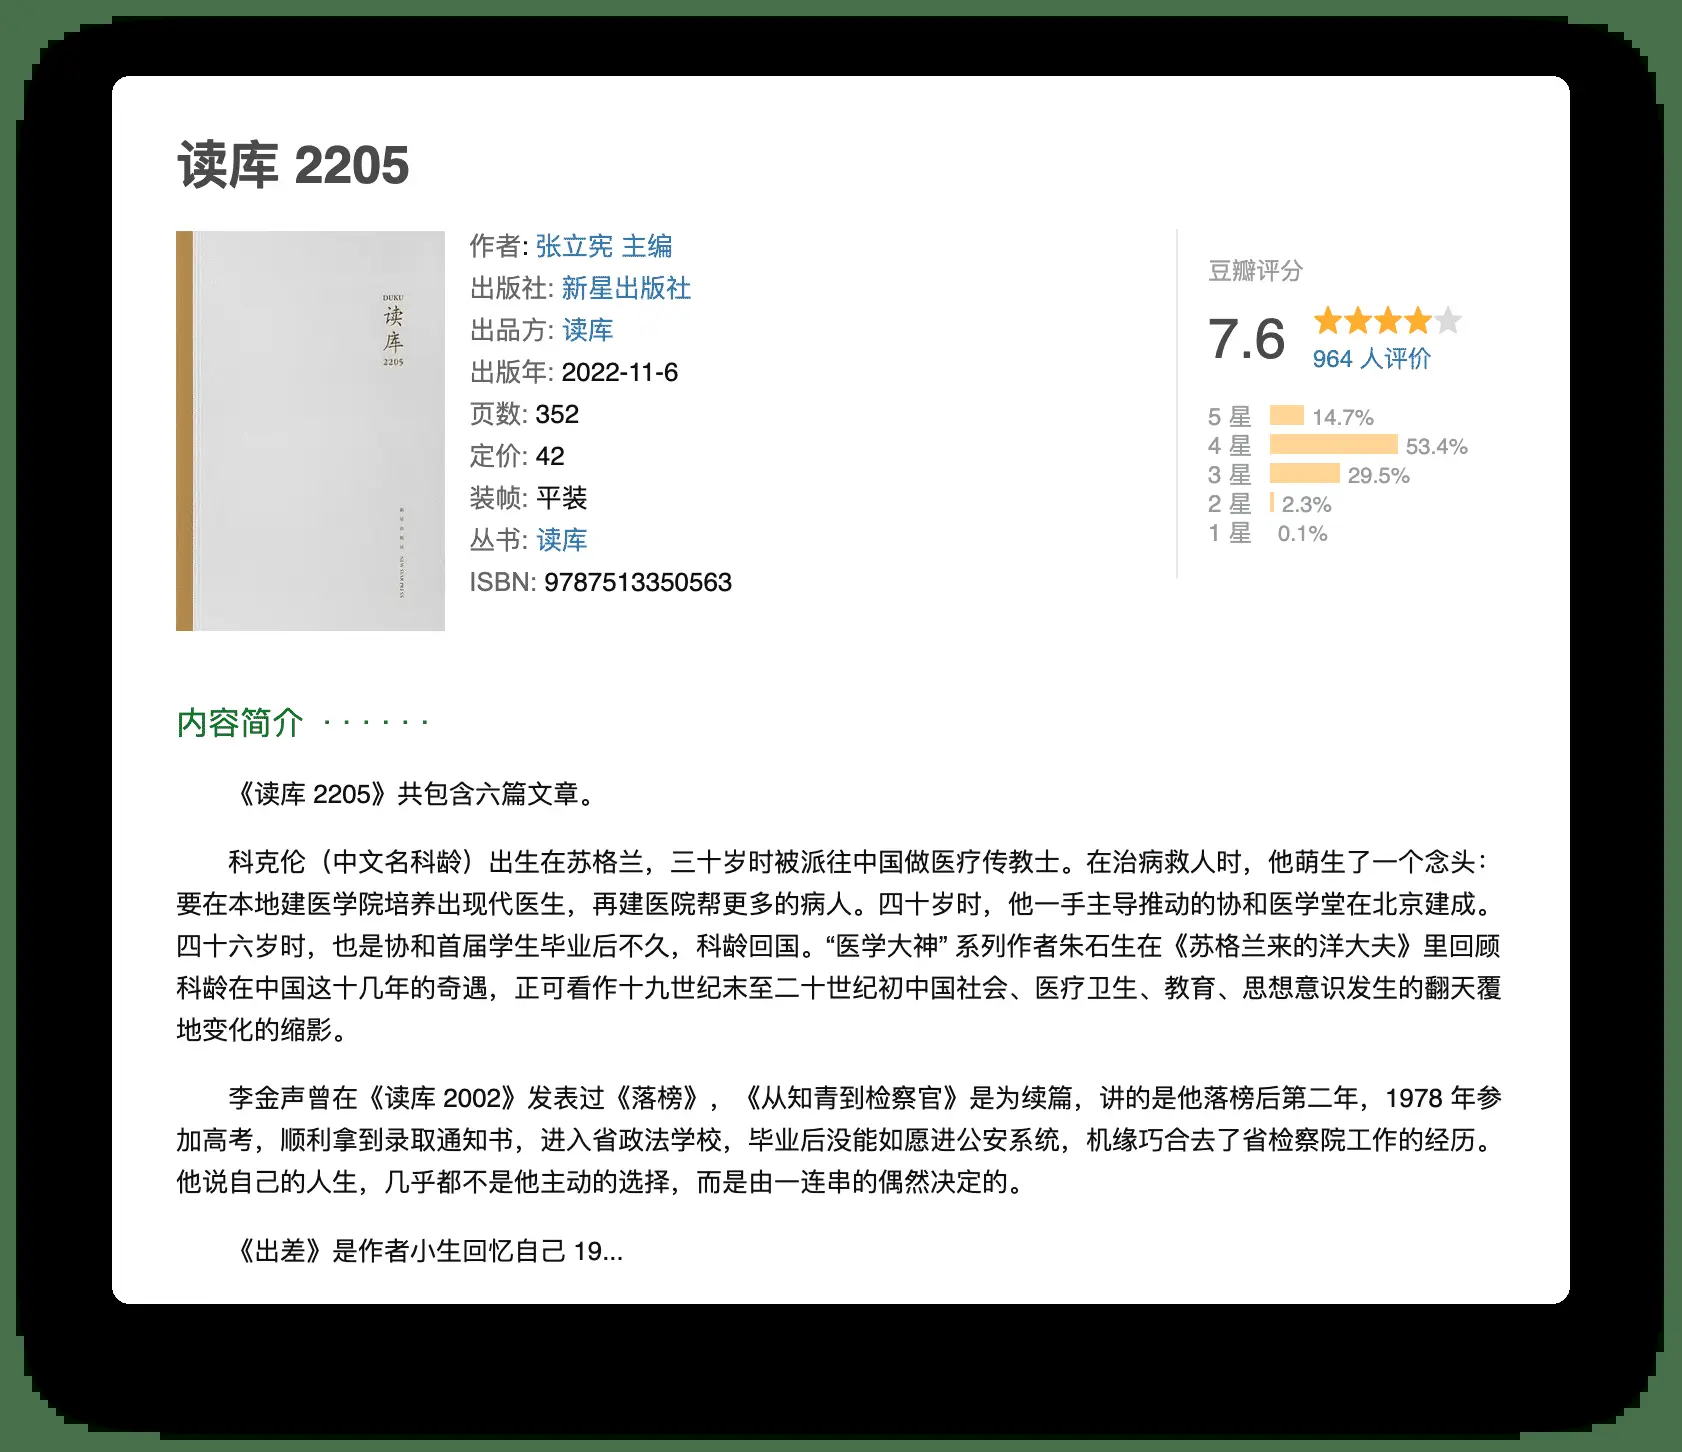 读库 2205
DUKU
读
库
2205
作者: 张立宪 主编
出版社: 新星出版社
出品方: 读库
出版年: 2022-11-6
页数: 352
定价: 42
装帧: 平装
丛书: 读库
ISBN: 9787513350563
豆瓣评分
7.6
964 人评价
5 星 14.7%
4 星 53.4%
3 星 29.5%
2 星 2.3%
1 星 0.1%
内容简介 · · · · · ·
《读库 2205》共包含六篇文章。
科克伦（中文名科龄）出生在苏格兰，三十岁时被派往中国做医疗传教士。在治病救人时，他萌生了一个念头：
要在本地建医学院培养出现代医生，再建医院帮更多的病人。四十岁时，他一手主导推动的协和医学堂在北京建成。
四十六岁时，也是协和首届学生毕业后不久，科龄回国。“医学大神” 系列作者朱石生在《苏格兰来的洋大夫》里回顾
科龄在中国这十几年的奇遇，正可看作十九世纪末至二十世纪初中国社会、医疗卫生、教育、思想意识发生的翻天覆
地变化的缩影。
李金声曾在《读库 2002》发表过《落榜》，《从知青到检察官》是为续篇，讲的是他落榜后第二年，1978 年参
加高考，顺利拿到录取通知书，进入省政法学校，毕业后没能如愿进公安系统，机缘巧合去了省检察院工作的经历。
他说自己的人生，几乎都不是他主动的选择，而是由一连串的偶然决定的。
《出差》是作者小生回忆自己 19...